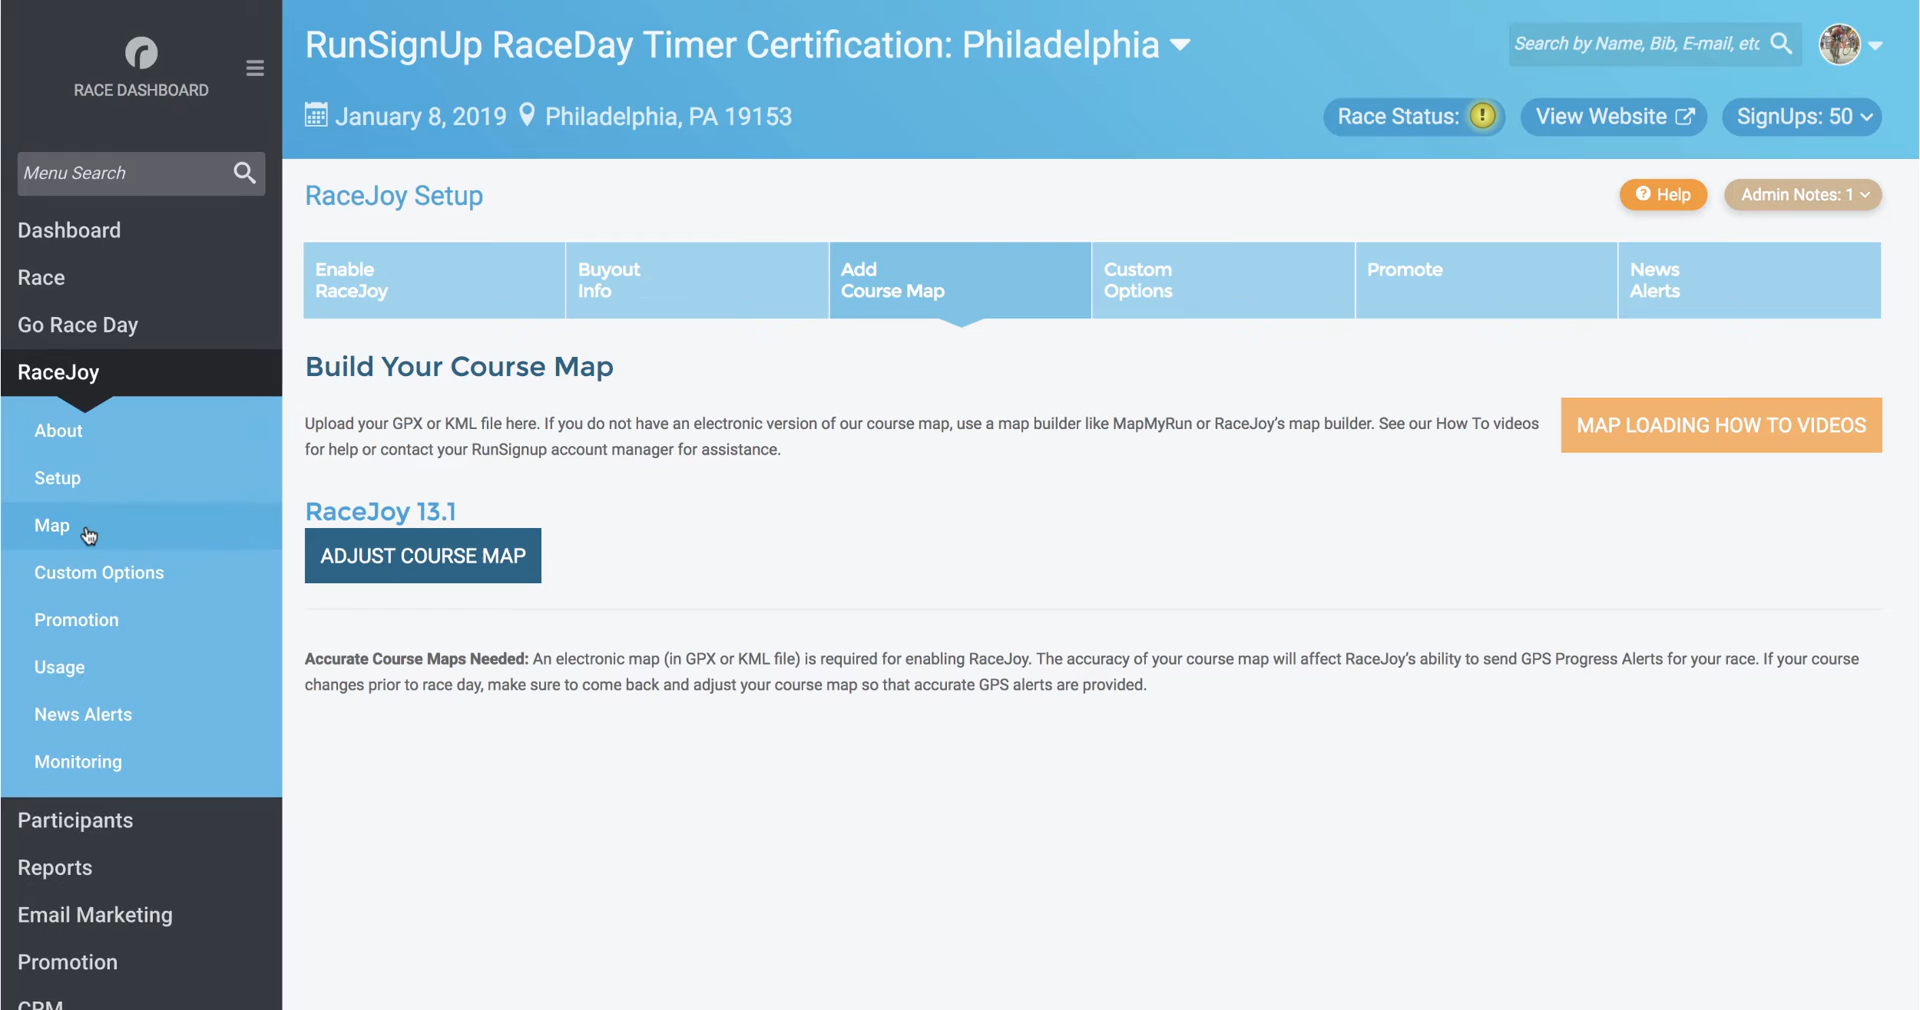 RACE DASHBOARD
Menu Search
Dashboard
Race
Go Race Day
RaceJoy
About
Setup
Map
Custom Options
Promotion
Usage
News Alerts
Monitoring
Participants
Reports
Email Marketing
Promotion
CRM
RunSignUp RaceDay Timer Certification: Philadelphia
Search by Name, Bib, E-mail, etc
January 8, 2019 Philadelphia, PA 19153
Race Status: !
View Website
SignUps: 50
RaceJoy Setup
? Help
Admin Notes: 1
Enable
RaceJoy
Buyout
Info
Add
Course Map
Custom
Options
Promote
News
Alerts
Build Your Course Map
Upload your GPX or KML file here. If you do not have an electronic version of our course map, use a map builder like MapMyRun or RaceJoy's map builder. See our How To videos
for help or contact your RunSignup account manager for assistance.
MAP LOADING HOW TO VIDEOS
RaceJoy 13.1
ADJUST COURSE MAP
Accurate Course Maps Needed: An electronic map (in GPX or KML file) is required for enabling RaceJoy. The accuracy of your course map will affect RaceJoy's ability to send GPS Progress Alerts for your race. If your course
changes prior to race day, make sure to come back and adjust your course map so that accurate GPS alerts are provided.